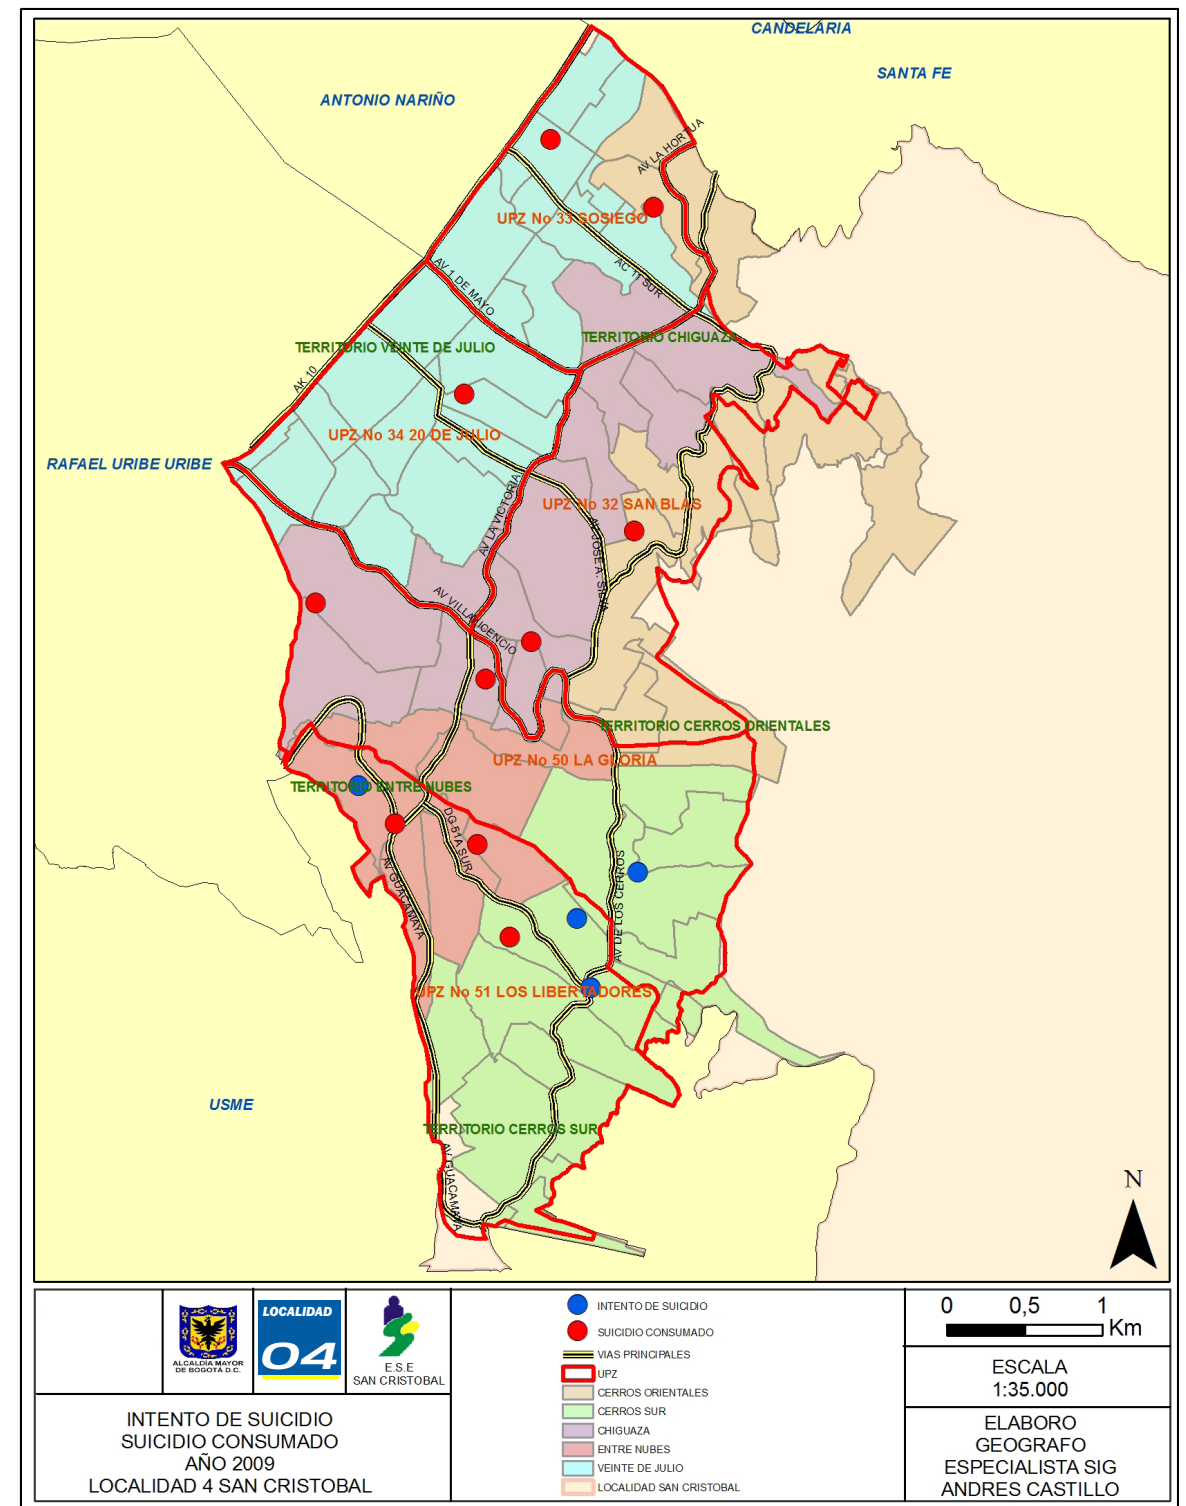 CANDELARIA
SANTA FE
ANTONIO NARIÑO
AV LA HORTUA
UPZ No 33 SOSIEGO
AC 11 SUR
AV 1 DE MAYO
TERRITORIO CHIGUAZA
TERRITORIO VEINTE DE JULIO
AK 10
UPZ No 34 20 DE JULIO
RAFAEL URIBE URIBE
UPZ No 32 SAN BLAS
AV LA VICTORIA
AV JOSE A. SILVA
AV VILLAVICENCIO
TERRITORIO CERROS ORIENTALES
UPZ No 50 LA GLORIA
TERRITORIO ENTRE NUBES
DG 51A SUR
AV GUACAMAYA
AV DE LOS CERROS
UPZ No 51 LOS LIBERTADORES
USME
TERRITORIO CERROS SUR
AV GUACAMAYA
N
ALCALDIA MAYOR
DE BOGOTÁ D.C.
LOCALIDAD
04
E.S.E
SAN CRISTOBAL
INTENTO DE SUICIDIO
SUICIDIO CONSUMADO
AÑO 2009
LOCALIDAD 4 SAN CRISTOBAL
INTENTO DE SUICIDIO
SUICIDIO CONSUMADO
VIAS PRINCIPALES
UPZ
CERROS ORIENTALES
CERROS SUR
CHIGUAZA
ENTRE NUBES
VEINTE DE JULIO
LOCALIDAD SAN CRISTOBAL
0 0,5 1
Km
ESCALA
1:35.000
ELABORO
GEOGRAFO
ESPECIALISTA SIG
ANDRES CASTILLO